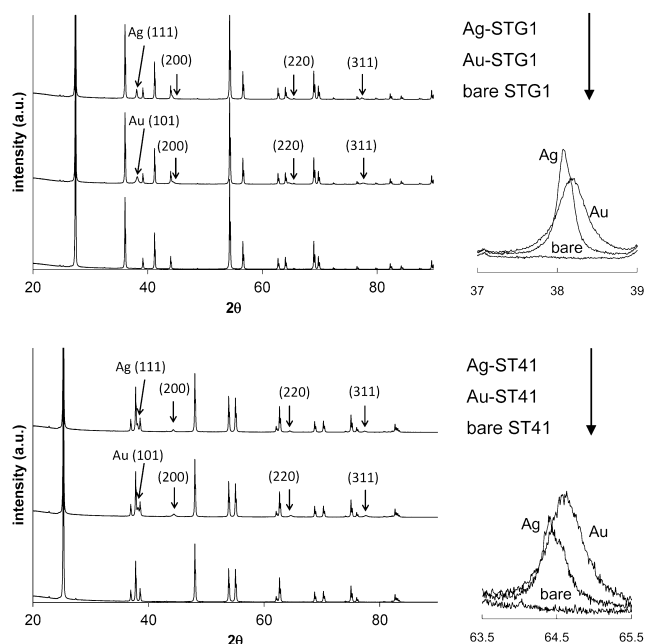 Ag (111)
(200)
(220)
(311)
Au (101)
(200)
(220)
(311)
intensity (a.u.)
20
40
60
80
2θ
Ag-STG1
Au-STG1
bare STG1
Ag
Au
bare
37
38
39
Ag (111)
(200)
(220)
(311)
Au (101)
(200)
(220)
(311)
intensity (a.u.)
20
40
60
80
2θ
Ag-ST41
Au-ST41
bare ST41
Ag
Au
bare
63.5
64.5
65.5